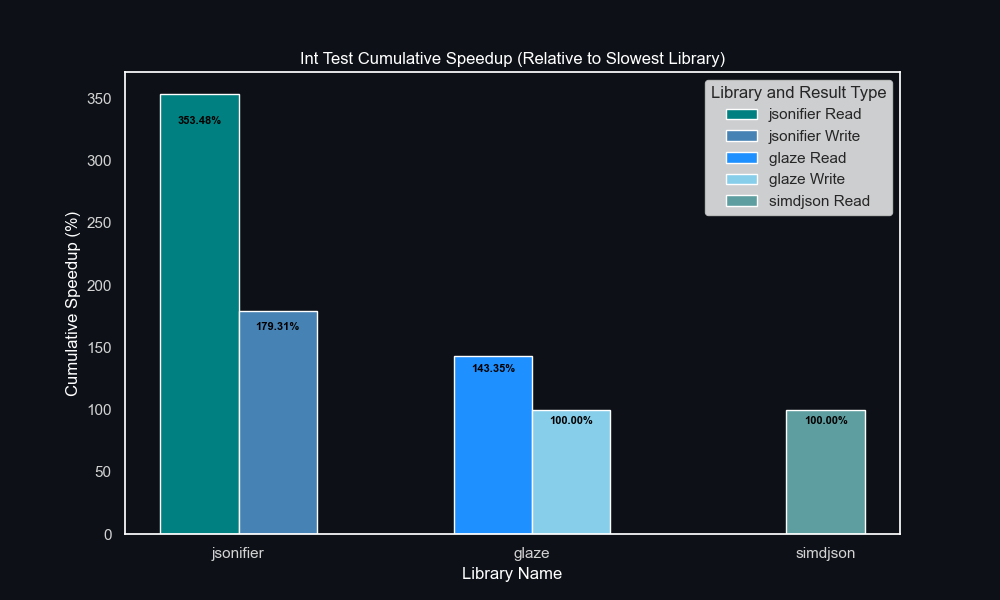 Int Test Cumulative Speedup (Relative to Slowest Library)
Library and Result Type
jsonifier Read
jsonifier Write
glaze Read
glaze Write
simdjson Read
Cumulative Speedup (%)
350
300
250
200
150
100
50
0
353.48%
179.31%
143.35%
100.00%
100.00%
jsonifier
glaze
simdjson
Library Name